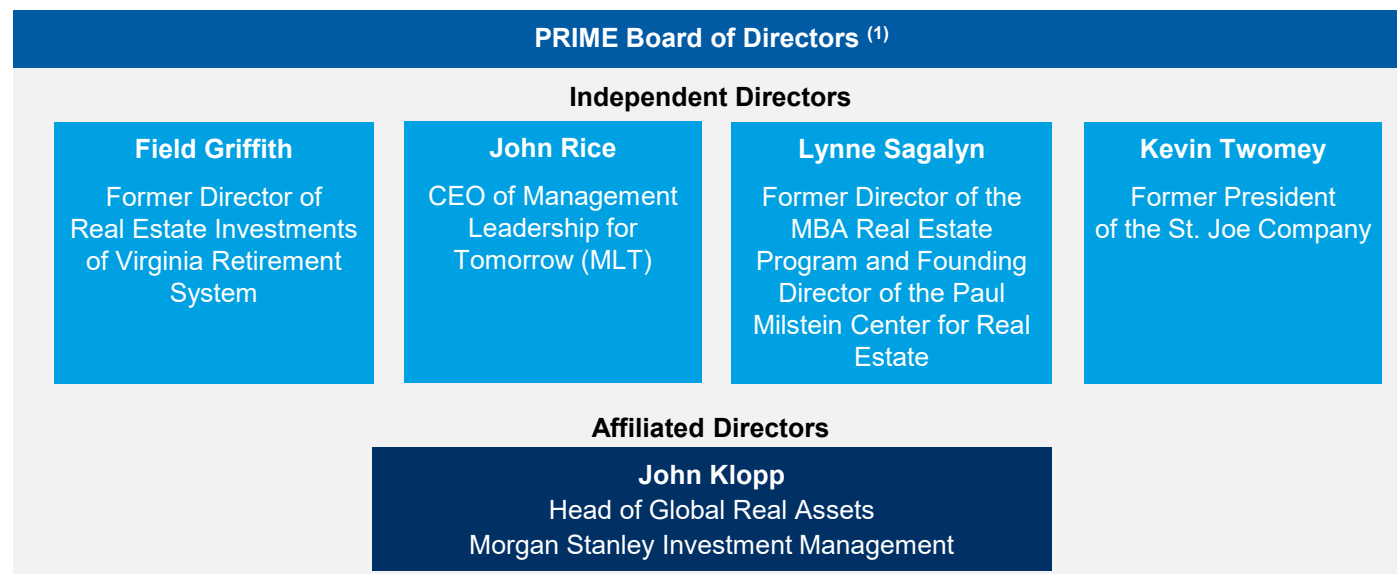 PRIME Board of Directors (1)
Independent Directors
Field Griffith
Former Director of
Real Estate Investments
of Virginia Retirement
System
John Rice
CEO of Management
Leadership for
Tomorrow (MLT)
Lynne Sagalyn
Former Director of the
MBA Real Estate
Program and Founding
Director of the Paul
Milstein Center for Real
Estate
Kevin Twomey
Former President
of the St. Joe Company
Affiliated Directors
John Klopp
Head of Global Real Assets
Morgan Stanley Investment Management